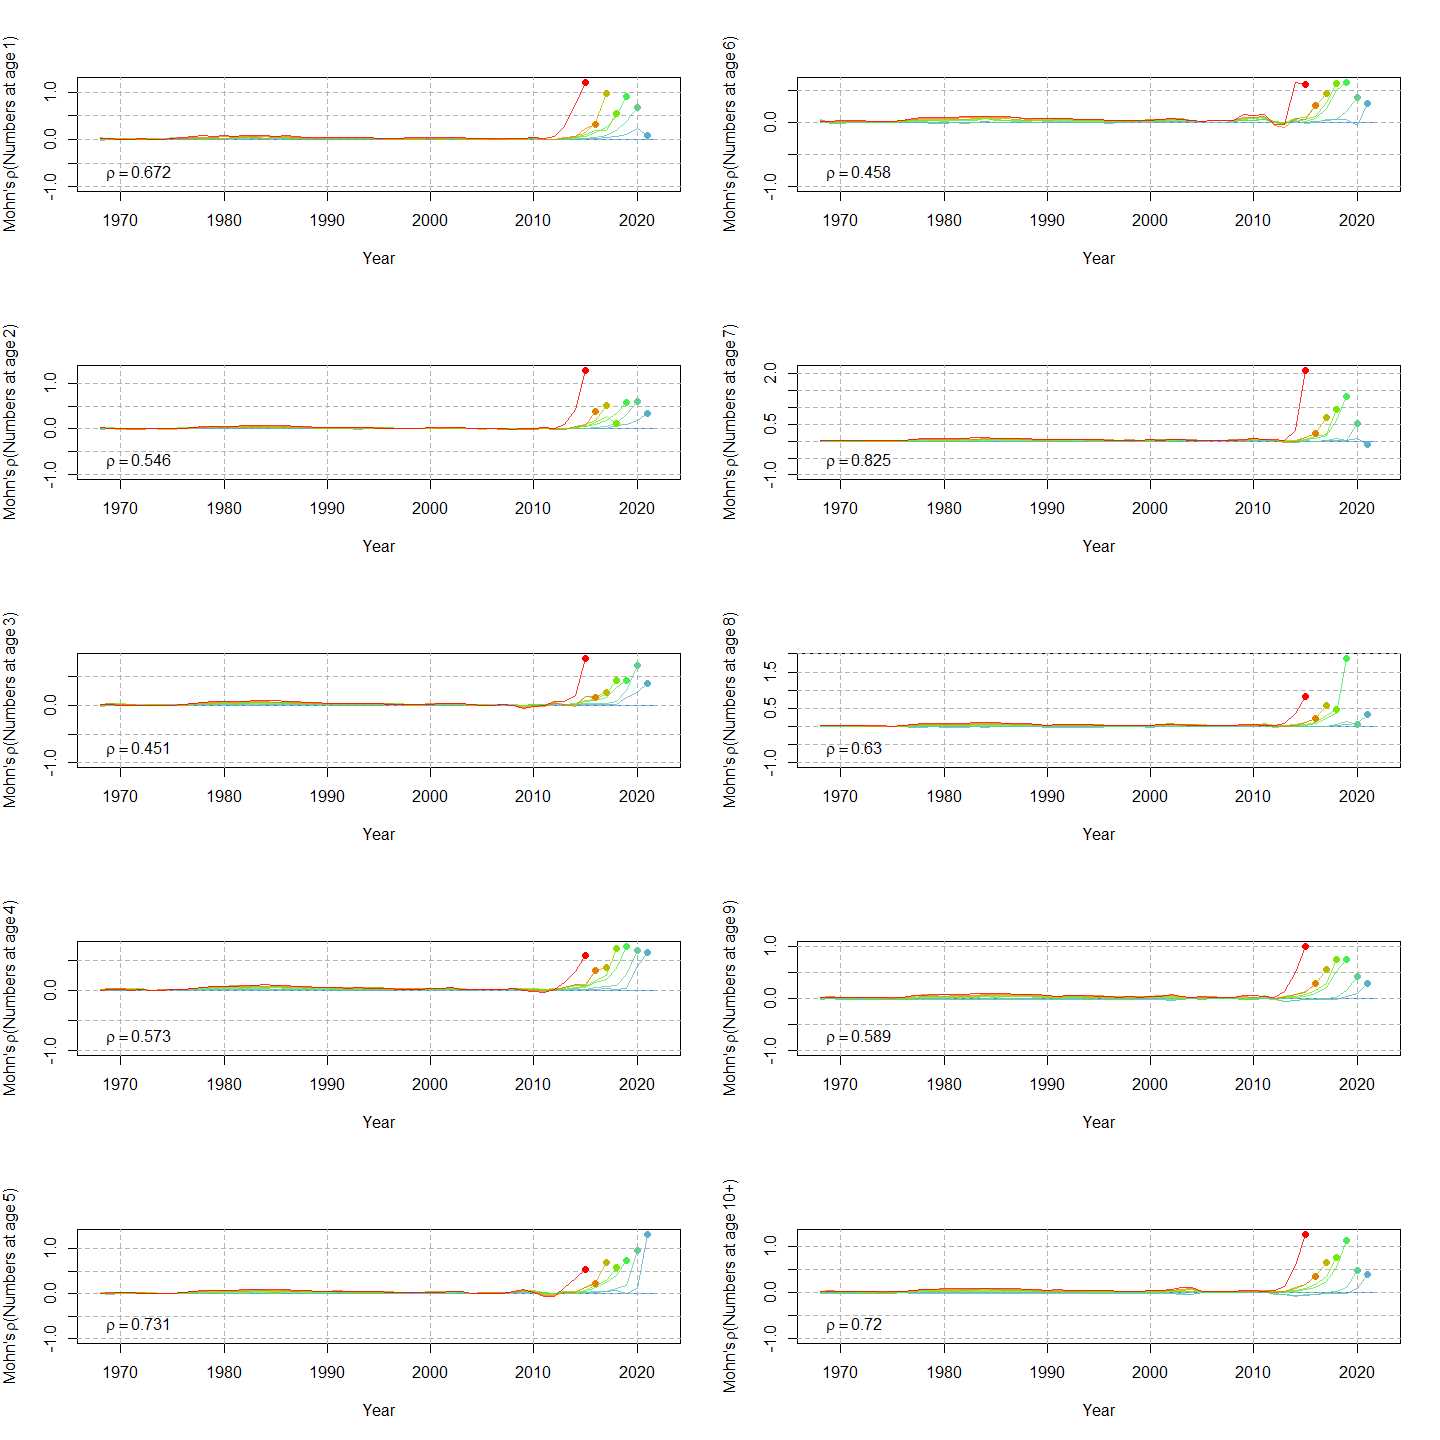 Mohn's ρ(Numbers at age 1)
1.0
0.0
-1.0
ρ = 0.672
1970 1980 1990 2000 2010 2020
Year
Mohn's ρ(Numbers at age 6)
0.0
-1.0
ρ = 0.458
1970 1980 1990 2000 2010 2020
Year
Mohn's ρ(Numbers at age 2)
1.0
0.0
-1.0
ρ = 0.546
1970 1980 1990 2000 2010 2020
Year
Mohn's ρ(Numbers at age 7)
2.0
0.5
-1.0
ρ = 0.825
1970 1980 1990 2000 2010 2020
Year
Mohn's ρ(Numbers at age 3)
0.0
-1.0
ρ = 0.451
1970 1980 1990 2000 2010 2020
Year
Mohn's ρ(Numbers at age 8)
1.5
0.5
-1.0
ρ = 0.63
1970 1980 1990 2000 2010 2020
Year
Mohn's ρ(Numbers at age 4)
0.0
-1.0
ρ = 0.573
1970 1980 1990 2000 2010 2020
Year
Mohn's ρ(Numbers at age 9)
1.0
0.0
-1.0
ρ = 0.589
1970 1980 1990 2000 2010 2020
Year
Mohn's ρ(Numbers at age 5)
1.0
0.0
-1.0
ρ = 0.731
1970 1980 1990 2000 2010 2020
Year
Mohn's ρ(Numbers at age 10+)
1.0
0.0
-1.0
ρ = 0.72
1970 1980 1990 2000 2010 2020
Year